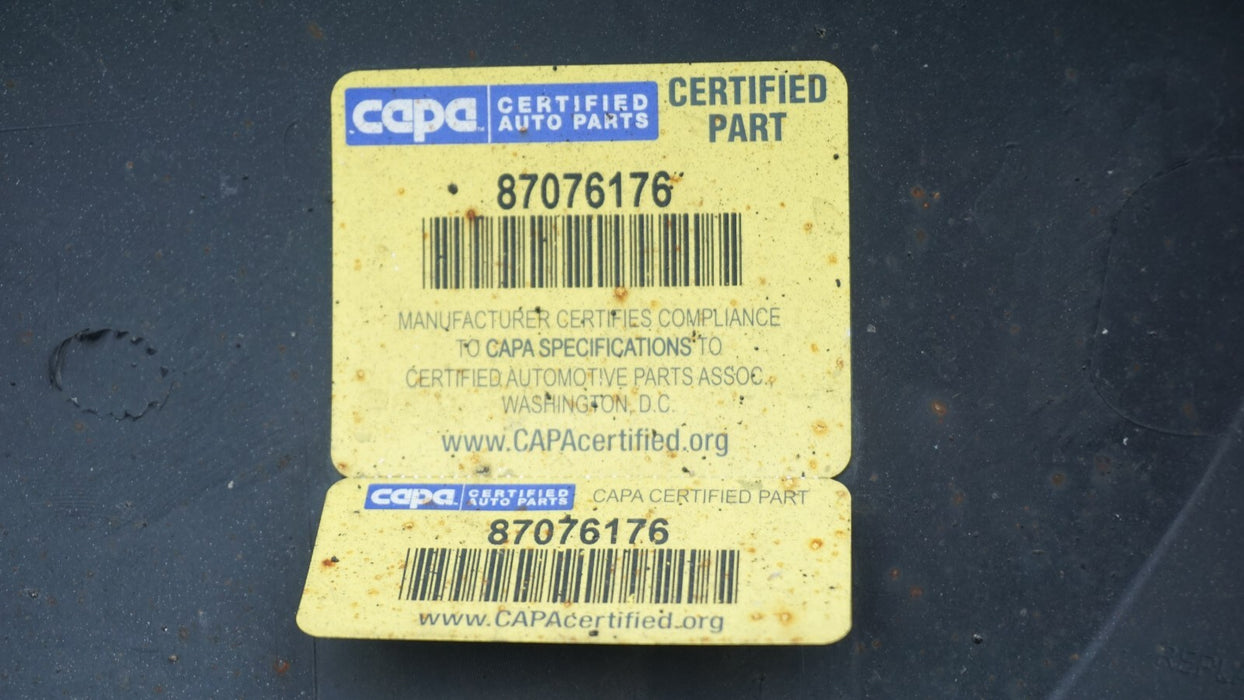 capa CERTIFIED AUTO PARTS
CERTIFIED PART
87076176
MANUFACTURER CERTIFIES COMPLIANCE
TO CAPA SPECIFICATIONS TO
CERTIFIED AUTOMOTIVE PARTS ASSOC.,
WASHINGTON, D.C.
www.CAPAcertified.org
capa CERTIFIED AUTO PARTS CAPA CERTIFIED PART
87076176
www.CAPAcertified.org